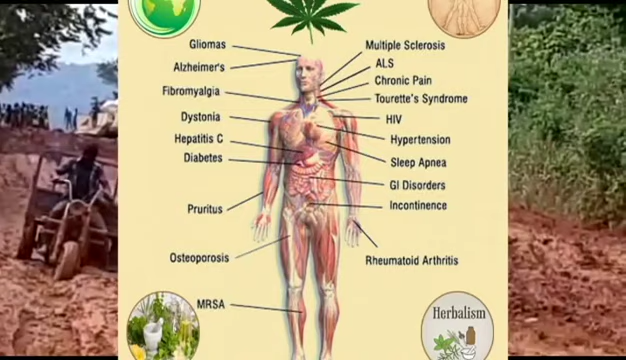 Gliomas
Alzheimer's
Fibromyalgia
Dystonia
Hepatitis C
Diabetes
Pruritus
Osteoporosis
MRSA
Multiple Sclerosis
ALS
Chronic Pain
Tourette's Syndrome
HIV
Hypertension
Sleep Apnea
GI Disorders
Incontinence
Rheumatoid Arthritis
Herbalism